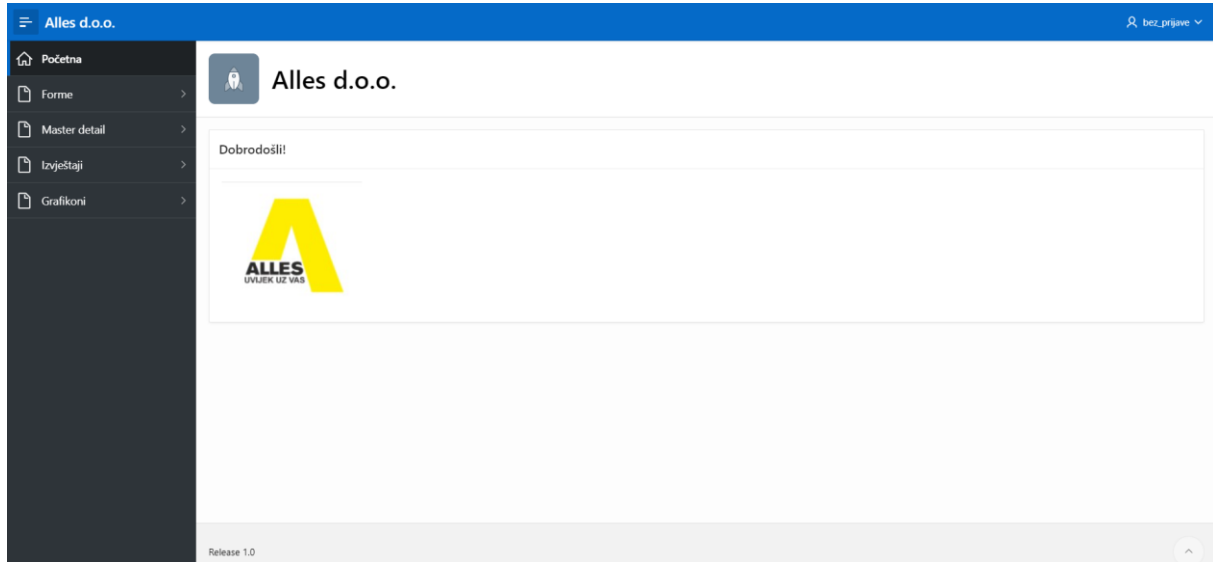 Alles d.o.o.
bez_prijave
Početna
Forme
Master detail
Izvještaji
Grafikoni
Alles d.o.o.
Dobrodošli!
ALLES
UVIJEK UZ VAS
Release 1.0